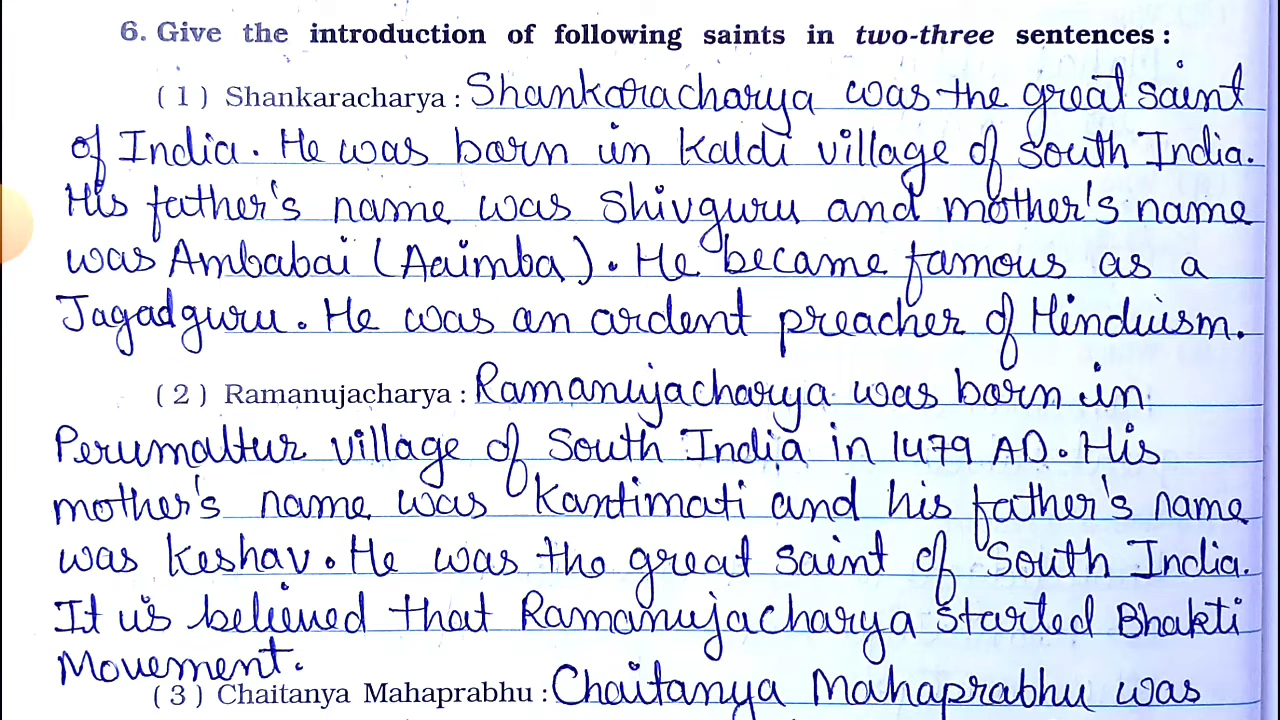 6. Give the introduction of following saints in two-three sentences :
( 1 ) Shankaracharya : Shankaracharya was the great saint
of India. He was born in Kaldi village of South India.
His father's name was Shivguru and mother's name
was Ambabai (Aaimba). He became famous as a
Jagadguru. He was an ardent preacher of Hinduism.
( 2 ) Ramanujacharya : Ramanujacharya was born in
Perumaltur village of South India in 1479 AD. His
mother's name was Kantimati and his father's name
was Keshav. He was the great saint of South India.
It is believed that Ramanujacharya started Bhakti
Movement.
( 3 ) Chaitanya Mahaprabhu : Chaitanya Mahaprabhu was